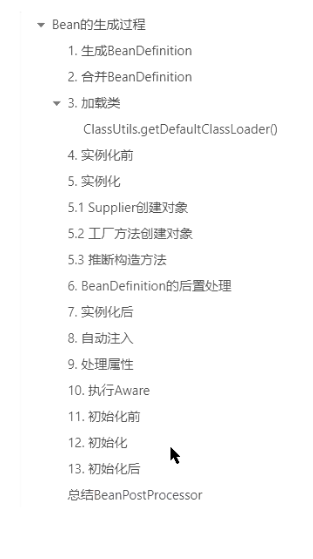 Bean的生成过程
1. 生成BeanDefinition
2. 合并BeanDefinition
3. 加载类
ClassUtils.getDefaultClassLoader()
4. 实例化前
5. 实例化
5.1 Supplier创建对象
5.2 工厂方法创建对象
5.3 推断构造方法
6. BeanDefinition的后置处理
7. 实例化后
8. 自动注入
9. 处理属性
10. 执行Aware
11. 初始化前
12. 初始化
13. 初始化后
总结BeanPostProcessor